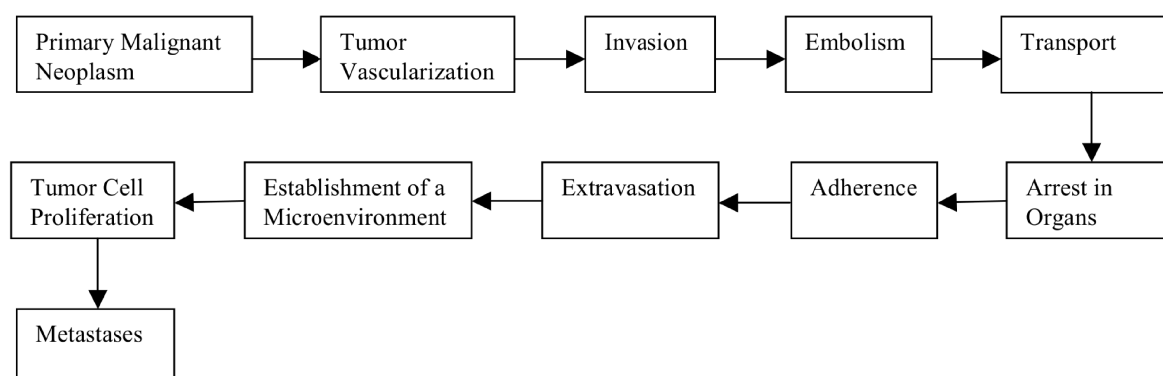 Primary Malignant
Neoplasm
Tumor
Vascularization
Invasion
Embolism
Transport
Arrest in
Organs
Adherence
Extravasation
Establishment of a
Microenvironment
Tumor Cell
Proliferation
Metastases